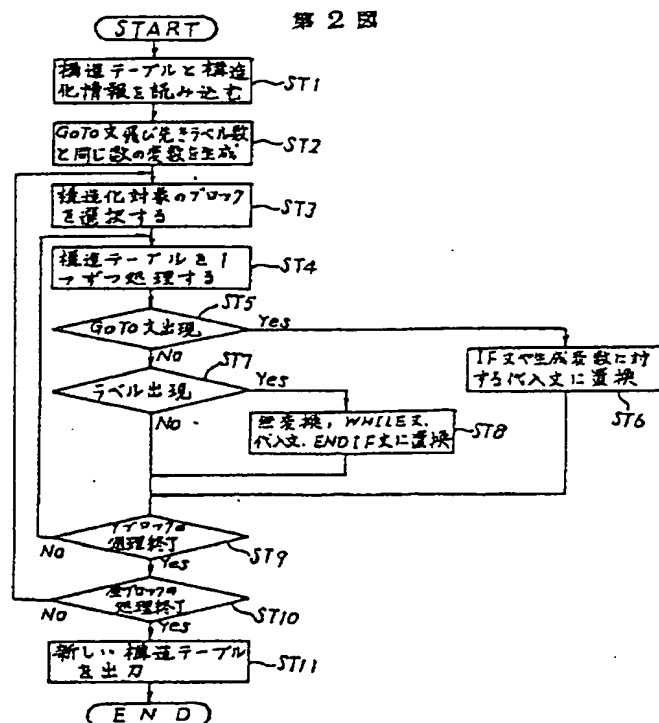 第2図
START
構造テーブルと構造
化情報を読み込む
ST1
GoTo文飛び先ラベル数
と同じ数の変数を生成
ST2
構造化対象のブロック
を選択する
ST3
構造テーブルを1
つずつ処理する
ST4
GoTo文出現
ST5
Yes
No
IF文や生成変数に対
する代入文に置換
ST6
ラベル出現
ST7
Yes
No
無変換, WHILE文,
代入文, ENDIF文に置換
ST8
1ブロックの
処理終了
ST9
No
Yes
全ブロックの
処理終了
ST10
No
Yes
新しい構造テーブル
を出力
ST11
END